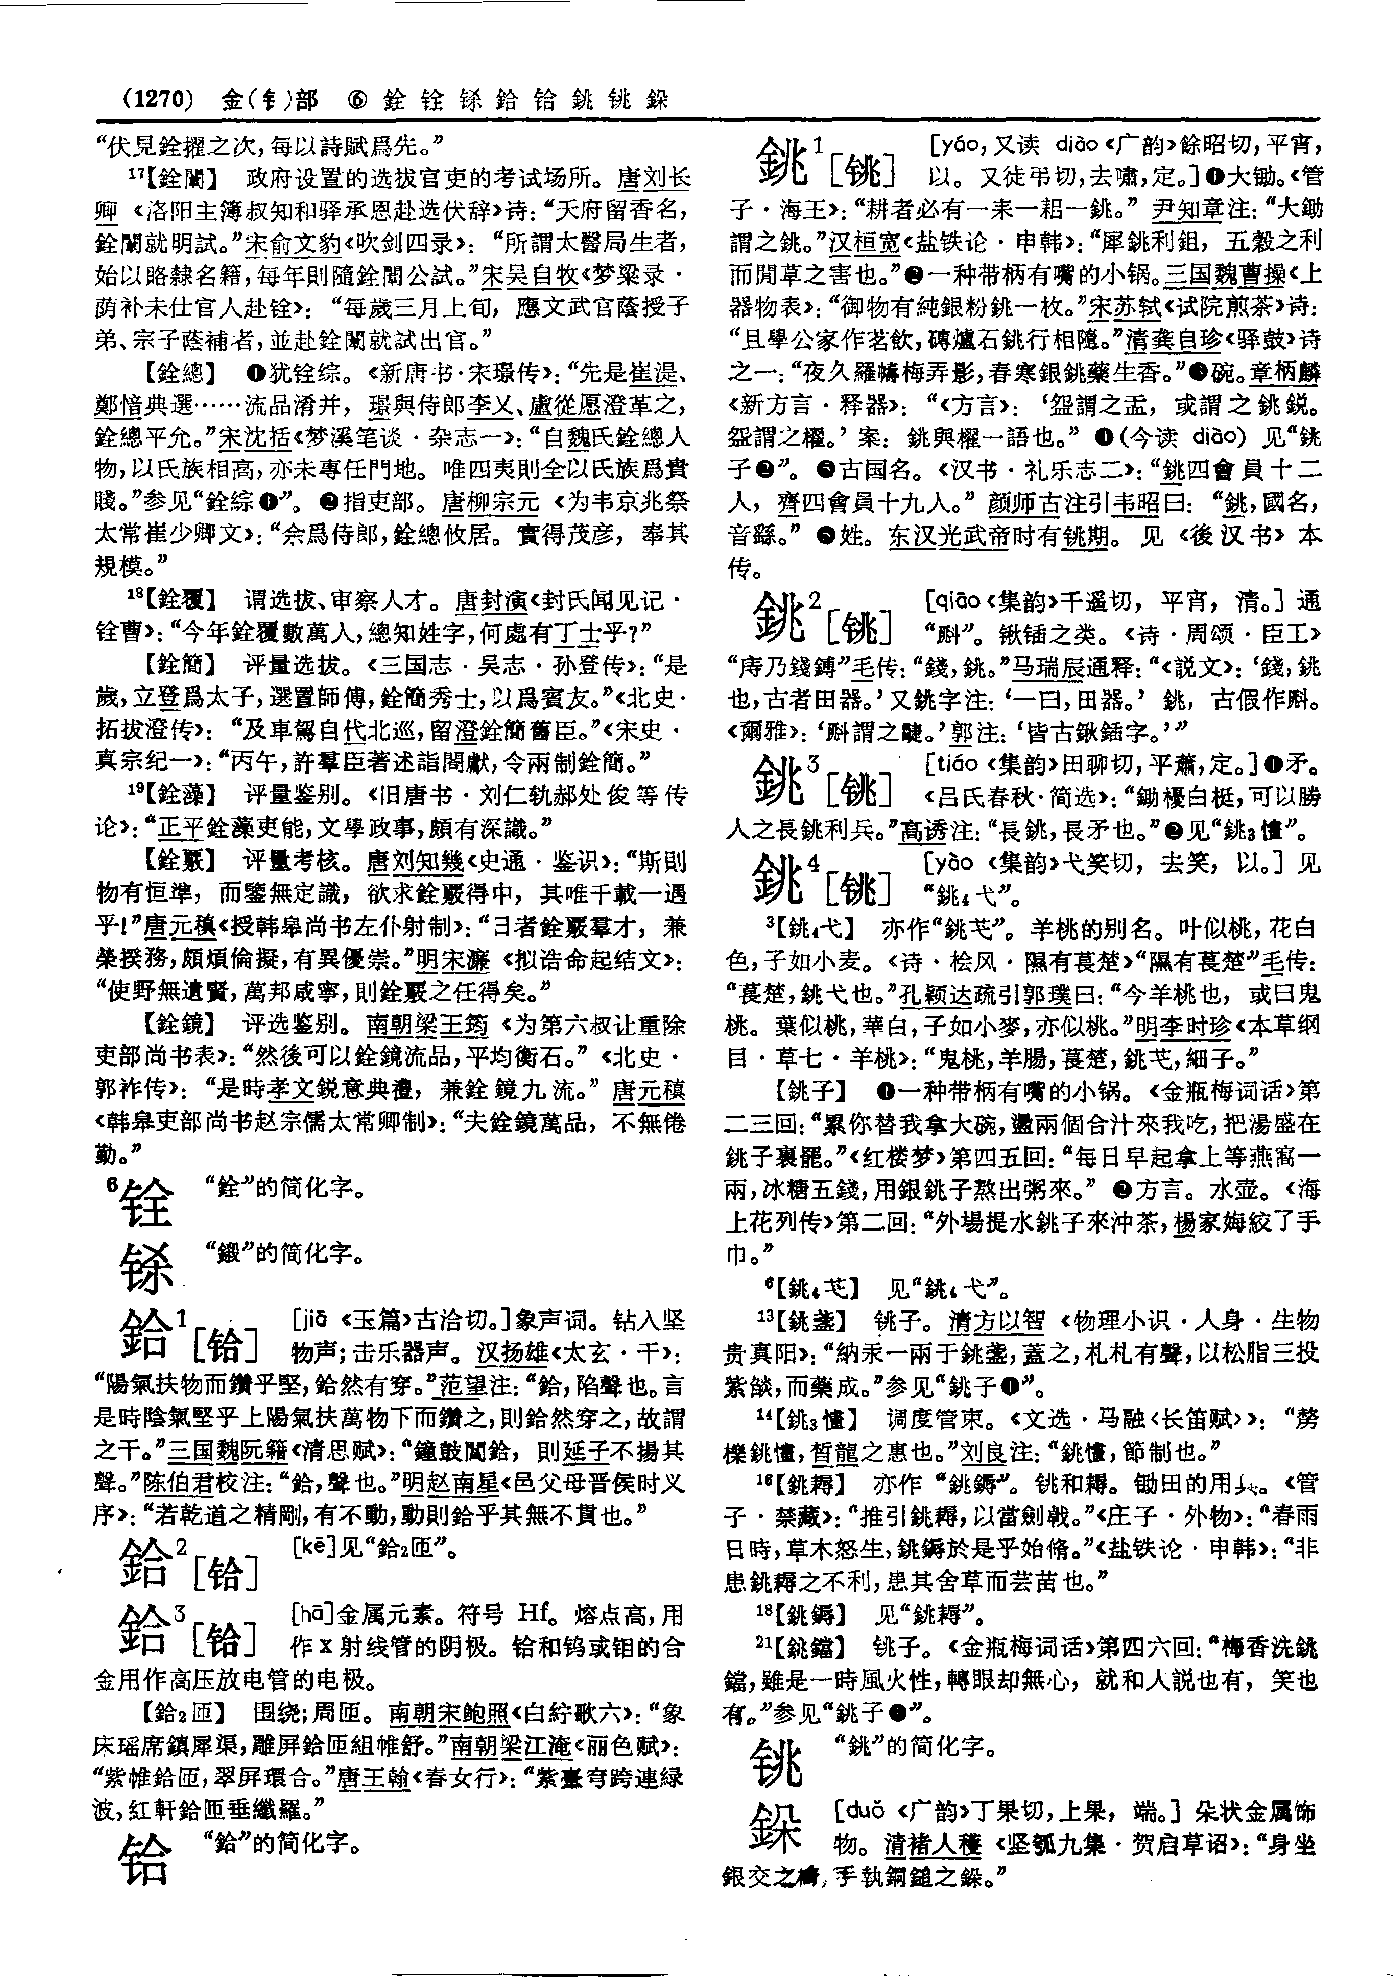 (1270) 金(钅)部 ⑥ 銓 铨 铩 鉿 铪 銚 铫 鋽
“伏見銓擢之次,每以詩賦爲先。”
¹⁷【銓闈】 政府设置的选拔官吏的考试场所。唐刘长
卿《洛阳主簿叔知和驿承恩赴选伏辞》诗:“天府留香名,
銓闈就明試。”宋俞文豹《吹剑四录》:“所謂太醫局生者,
始以賂隸名籍,每年則隨銓闈公試。”宋吴自牧《梦粱录·
荫补未仕官人赴铨》:“每歲三月上旬,應文武官蔭授子
弟、宗子蔭補者,並赴銓闈就試出官。”
【銓總】 ❶犹铨综。《新唐书·宋璟传》:“先是崔湜、
鄭愔典選……流品淆并,璟與侍郎李乂、盧從愿澄革之,
銓總平允。”宋沈括《梦溪笔谈·杂志一》:“自魏氏銓總人
物,以氏族相高,亦未專任門地。唯四夷則全以氏族爲貴
賤。”参见“銓綜❶”。❷指吏部。唐柳宗元《为韦京兆祭
太常崔少卿文》:“余爲侍郎,銓總攸居。實得茂彦,奉其
規模。”
¹⁸【銓覆】 谓选拔、审察人才。唐封演《封氏闻见记·
铨曹》:“今年銓覆數萬人,總知姓字,何處有丁士乎?”
【銓簡】 评量选拔。《三国志·吴志·孙登传》:“是
歲,立登爲太子,選置師傅,銓簡秀士,以爲賓友。”《北史·
拓拔澄传》:“及車駕自代北巡,留澄銓簡舊臣。”《宋史·
真宗纪一》:“丙午,許羣臣著述詣閤獻,令兩制銓簡。”
¹⁹【銓藻】 评量鉴别。《旧唐书·刘仁轨郝处俊等传
论》:“正平銓藻吏能,文學政事,頗有深識。”
【銓覈】 评量考核。唐刘知幾《史通·鉴识》:“斯則
物有恒準,而鑒無定識,欲求銓覈得中,其唯千載一遇
乎!”唐元稹《授韩皋尚书左仆射制》:“日者銓覈羣才,兼
榮揆務,頗煩倫擬,有異優崇。”明宋濂《拟诰命起结文》:
“使野無遺賢,萬邦咸寧,則銓覈之任得矣。”
【銓鏡】 评选鉴别。南朝梁王筠《为第六叔让重除
吏部尚书表》:“然後可以銓鏡流品,平均衡石。”《北史·
郭祚传》:“是時孝文鋭意典禮,兼銓鏡九流。”唐元稹
《韩皋吏部尚书赵宗儒太常卿制》:“夫銓鏡萬品,不無倦
勤。”
⁶铨 “銓”的简化字。
铩 “鎩”的简化字。
鉿¹[铪] [jiā《玉篇》古洽切。]象声词。钻入坚
物声;击乐器声。汉扬雄《太玄·干》:
“陽氣扶物而鑽乎堅,鉿然有穿。”范望注:“鉿,陷聲也。言
是時陰氣堅乎上陽氣扶萬物下而鑽之,則鉿然穿之,故謂
之干。”三国魏阮籍《清思赋》:“鐘鼓閶鉿,則延子不揚其
聲。”陈伯君校注:“鉿,聲也。”明赵南星《邑父母晋侯时义
序》:“若乾道之精剛,有不動,動則鉿乎其無不貫也。”
鉿²[铪] [kē]见“鉿₂匝”。
鉿³[铪] [hā]金属元素。符号 Hf。熔点高,用
作X射线管的阴极。铪和钨或钼的合
金用作高压放电管的电极。
【鉿₂匝】 围绕;周匝。南朝宋鲍照《白紵歌六》:“象
床瑶席鎮犀渠,雕屏鉿匝組帷舒。”南朝梁江淹《丽色赋》:
“紫帷鉿匝,翠屏環合。”唐王翰《春女行》:“紫臺穹跨連緑
波,紅軒鉿匝垂纖羅。”
铪 “鉿”的简化字。
銚¹[铫] [yáo,又读 diào《广韵》餘昭切,平宵,
以。又徒弔切,去嘯,定。]❶大锄。《管
子·海王》:“耕者必有一耒一耜一銚。”尹知章注:“大鋤
謂之銚。”汉桓宽《盐铁论·申韩》:“犀銚利鉏,五穀之利
而閒草之害也。”❷一种带柄有嘴的小锅。三国魏曹操《上
器物表》:“御物有純銀粉銚一枚。”宋苏轼《试院煎茶》诗:
“且學公家作茗飲,磚爐石銚行相隨。”清龚自珍《驿鼓》诗
之一:“夜久羅幬梅弄影,春寒銀銚藥生香。”❸碗。章柄麟
《新方言·释器》:“《方言》:‘盌謂之盂,或謂之銚鋭。
盌謂之櫂。’案:銚與櫂一語也。”❹(今读 diào)见“銚
子❷”。❺古国名。《汉书·礼乐志二》:“銚四會員十二
人,齊四會員十九人。”颜师古注引韦昭曰:“銚,國名,
音繇。”❻姓。东汉光武帝时有銚期。见《後汉书》本
传。
銚²[铫] [qiāo《集韵》千遥切,平宵,清。]通
“斛”。锹锸之类。《诗·周颂·臣工》
“庤乃錢鎛”毛传:“錢,銚。”马瑞辰通释:“《説文》:‘錢,銚
也,古者田器。’又銚字注:‘一曰,田器。’銚,古假作斛。
《爾雅》:‘斛謂之疀。’郭注:‘皆古鍬鍤字。’”
銚³[铫] [tiáo《集韵》田聊切,平蕭,定。]❶矛。
《吕氏春秋·简选》:“鋤櫌白梃,可以勝
人之長銚利兵。”高诱注:“長銚,長矛也。”❷见“銚₃㦂”。
銚⁴[铫] [yào《集韵》弋笑切,去笑,以。]见
“銚₄弋”。
³【銚₄弋】 亦作“銚芅”。羊桃的别名。叶似桃,花白
色,子如小麦。《诗·桧风·隰有萇楚》“隰有萇楚”毛传:
“萇楚,銚弋也。”孔颖达疏引郭璞曰:“今羊桃也,或曰鬼
桃。葉似桃,華白,子如小麥,亦似桃。”明李时珍《本草纲
目·草七·羊桃》:“鬼桃,羊腸,萇楚,銚芅,細子。”
【銚子】 ❶一种带柄有嘴的小锅。《金瓶梅词话》第
二三回:“累你替我拿大碗,盪兩個合汁來我吃,把湯盛在
銚子裏罷。”《红楼梦》第四五回:“每日早起拿上等燕窩一
兩,冰糖五錢,用銀銚子熬出粥來。”❷方言。水壶。《海
上花列传》第二回:“外場提水銚子來沖茶,楊家娒絞了手
巾。”
⁶【銚₄芅】 见“銚₄弋”。
¹³【銚盞】 銚子。清方以智《物理小识·人身·生物
贵真阳》:“納汞一兩于銚盞,蓋之,札札有聲,以松脂三投
紫燄,而藥成。”参见“銚子❶”。
¹⁴【銚₃㦂】 调度管束。《文选·马融〈长笛赋〉》:“僗
櫟銚㦂,晳龍之惠也。”刘良注:“銚㦂,節制也。”
¹⁶【銚耨】 亦作“銚鎒”。铫和耨。锄田的用具。《管
子·禁藏》:“推引銚耨,以當劍戟。”《庄子·外物》:“春雨
日時,草木怒生,銚鎒於是乎始脩。”《盐铁论·申韩》:“非
患銚耨之不利,患其舍草而芸苗也。”
¹⁸【銚鎒】 见“銚耨”。
²¹【銚鐺】 銚子。《金瓶梅词话》第四六回:“梅香洗銚
鐺,雖是一時風火性,轉眼却無心,就和人説也有,笑也
有。”参见“銚子❶”。
铫 “銚”的简化字。
鋽 [duǒ《广韵》丁果切,上果,端。]朵状金属饰
物。清褚人穫《坚瓠九集·贺启草诏》:“身坐
銀交之椅,手執銅鎚之鋽。”